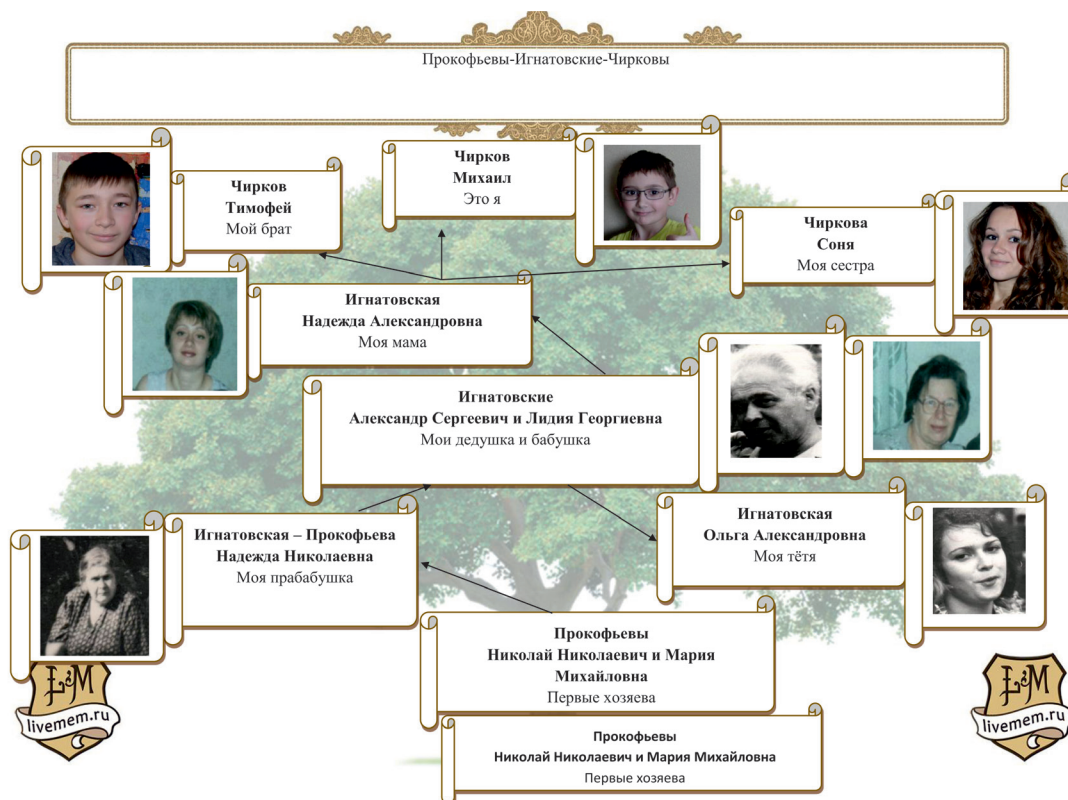 Прокофьевы-Игнатовские-Чирковы
Чирков
Тимофей
Мой брат
Чирков
Михаил
Это я
Чиркова
Соня
Моя сестра
Игнатовская
Надежда Александровна
Моя мама
Игнатовские
Александр Сергеевич и Лидия Георгиевна
Мои дедушка и бабушка
Игнатовская – Прокофьева
Надежда Николаевна
Моя прабабушка
Игнатовская
Ольга Александровна
Моя тётя
Прокофьевы
Николай Николаевич и Мария
Михайловна
Первые хозяева
Прокофьевы
Николай Николаевич и Мария Михайловна
Первые хозяева
LiM
livemem.ru
LiM
livemem.ru